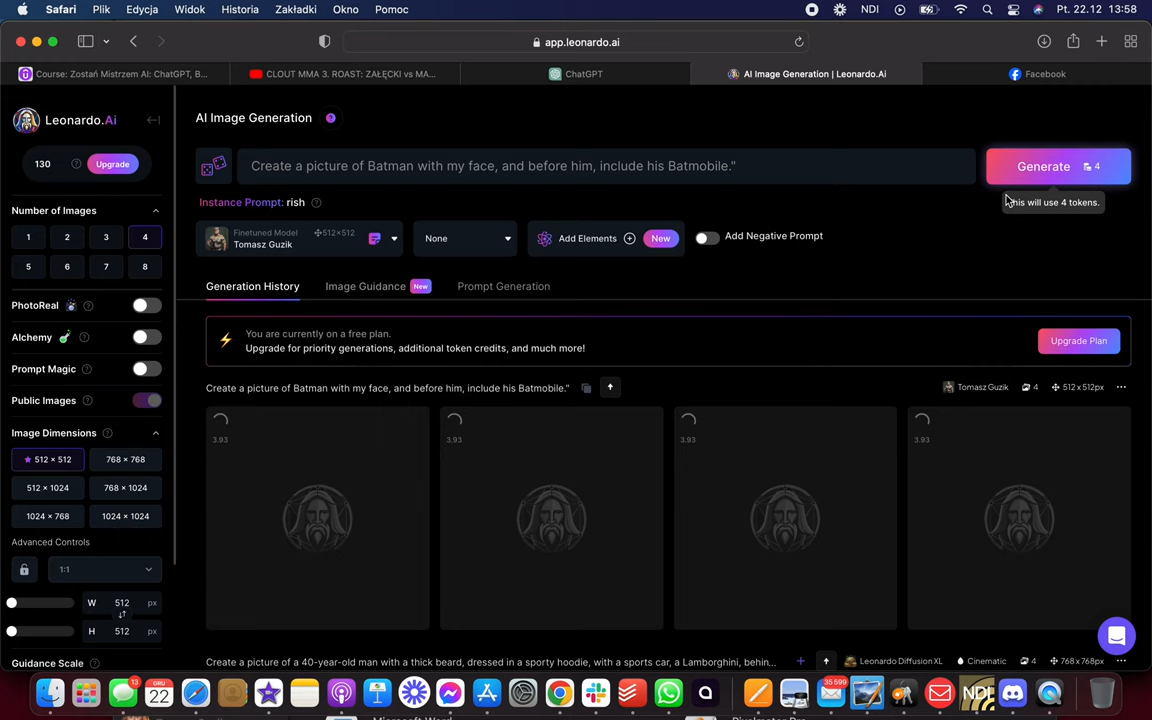 Safari Plik Edycja Widok Historia Zakładki Okno Pomoc NDI Pt. 22.12 13:58
app.leonardo.ai
Course: Zostań Mistrzem AI: ChatGPT, B... CLOUT MMA 3. ROAST: ZAŁĘCKI vs MA... ChatGPT AI Image Generation | Leonardo.Ai Facebook
Leonardo.Ai
130 Upgrade
Number of Images
1 2 3 4
5 6 7 8
PhotoReal
Alchemy
Prompt Magic
Public Images
Image Dimensions
512 × 512 768 × 768
512 × 1024 768 × 1024
1024 × 768 1024 × 1024
Advanced Controls
1:1
W 512 px
H 512 px
Guidance Scale
AI Image Generation
Create a picture of Batman with my face, and before him, include his Batmobile."
Generate 4
This will use 4 tokens.
Instance Prompt: rish
Finetuned Model 512×512
Tomasz Guzik
None
Add Elements New
Add Negative Prompt
Generation History Image Guidance New Prompt Generation
You are currently on a free plan.
Upgrade for priority generations, additional token credits, and much more!
Upgrade Plan
Create a picture of Batman with my face, and before him, include his Batmobile." Tomasz Guzik 4 512 x 512px
3.93 3.93 3.93 3.93
Create a picture of a 40-year-old man with a thick beard, dressed in a sporty hoodie, with a sports car, a Lamborghini, behin... Leonardo Diffusion XL Cinematic 4 768 x 768px
13
GRU
22
35 599
NDI